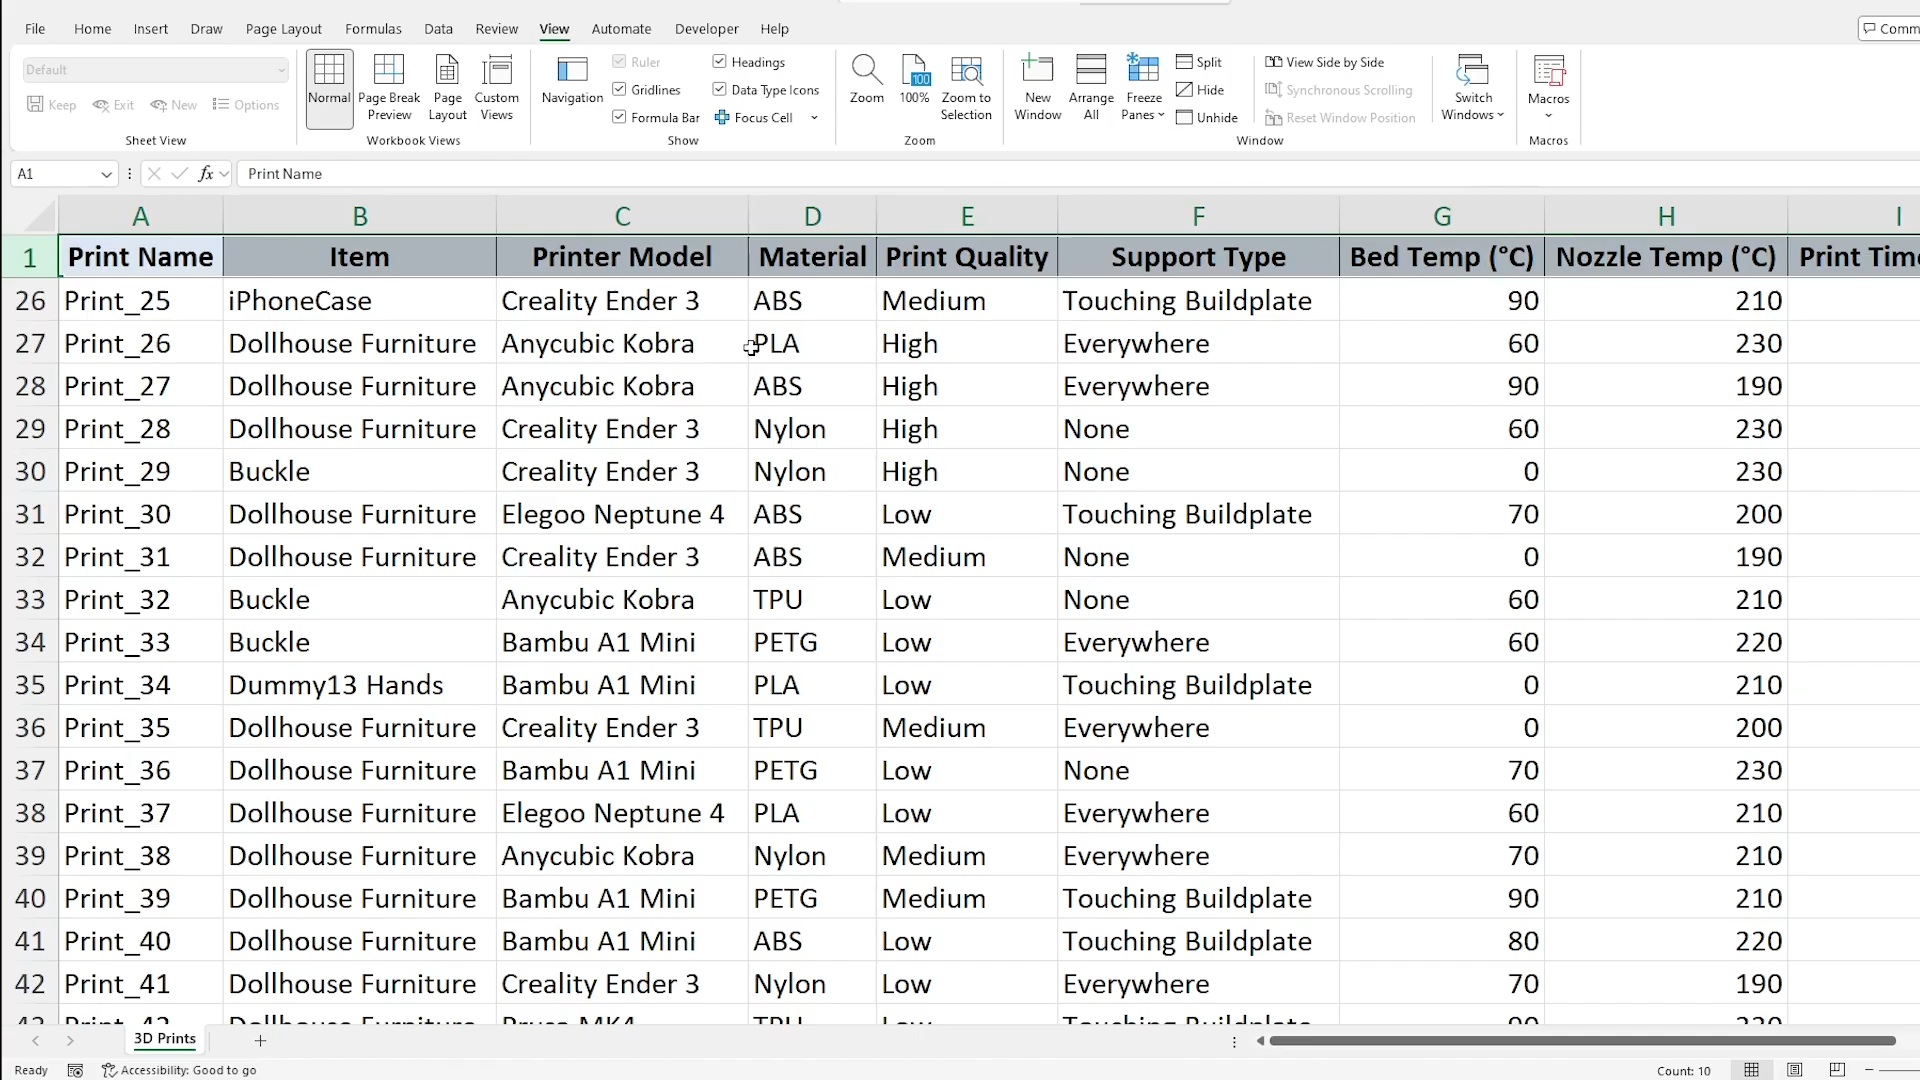 File Home Insert Draw Page Layout Formulas Data Review View Automate Developer Help Comm
Default
Keep Exit New Options
Sheet View
Normal Page Break Preview Page Layout Custom Views
Workbook Views
Navigation Ruler Gridlines Formula Bar Headings Data Type Icons Focus Cell
Show
Zoom 100% Zoom to Selection
100
Zoom
New Window Arrange All Freeze Panes Split Hide Unhide View Side by Side Synchronous Scrolling Reset Window Position Switch Windows
Window
Macros
Macros
A1 fx Print Name
A B C D E F G H I
1 Print Name Item Printer Model Material Print Quality Support Type Bed Temp (°C) Nozzle Temp (°C) Print Time
26 Print_25 iPhoneCase Creality Ender 3 ABS Medium Touching Buildplate 90 210
27 Print_26 Dollhouse Furniture Anycubic Kobra PLA High Everywhere 60 230
28 Print_27 Dollhouse Furniture Anycubic Kobra ABS High Everywhere 90 190
29 Print_28 Dollhouse Furniture Creality Ender 3 Nylon High None 60 230
30 Print_29 Buckle Creality Ender 3 Nylon High None 0 230
31 Print_30 Dollhouse Furniture Elegoo Neptune 4 ABS Low Touching Buildplate 70 200
32 Print_31 Dollhouse Furniture Creality Ender 3 ABS Medium None 0 190
33 Print_32 Buckle Anycubic Kobra TPU Low None 60 210
34 Print_33 Buckle Bambu A1 Mini PETG Low Everywhere 60 220
35 Print_34 Dummy13 Hands Bambu A1 Mini PLA Low Touching Buildplate 0 210
36 Print_35 Dollhouse Furniture Creality Ender 3 TPU Medium Everywhere 0 200
37 Print_36 Dollhouse Furniture Bambu A1 Mini PETG Low None 70 230
38 Print_37 Dollhouse Furniture Elegoo Neptune 4 PLA Low Everywhere 60 210
39 Print_38 Dollhouse Furniture Anycubic Kobra Nylon Medium Everywhere 70 210
40 Print_39 Dollhouse Furniture Bambu A1 Mini PETG Medium Touching Buildplate 90 210
41 Print_40 Dollhouse Furniture Bambu A1 Mini ABS Low Touching Buildplate 80 220
42 Print_41 Dollhouse Furniture Creality Ender 3 Nylon Low Everywhere 70 190
3D Prints
Ready Accessibility: Good to go Count: 10